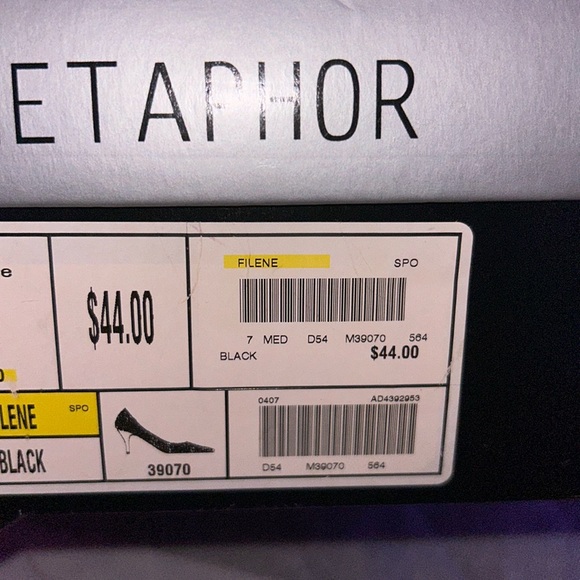 ETAPHOR
e
$44.00
FILENE SPO
7 MED D54 M39070 564
BLACK $44.00
LENE SPO
BLACK
39070
0407 AD4392953
D54 M39070 564